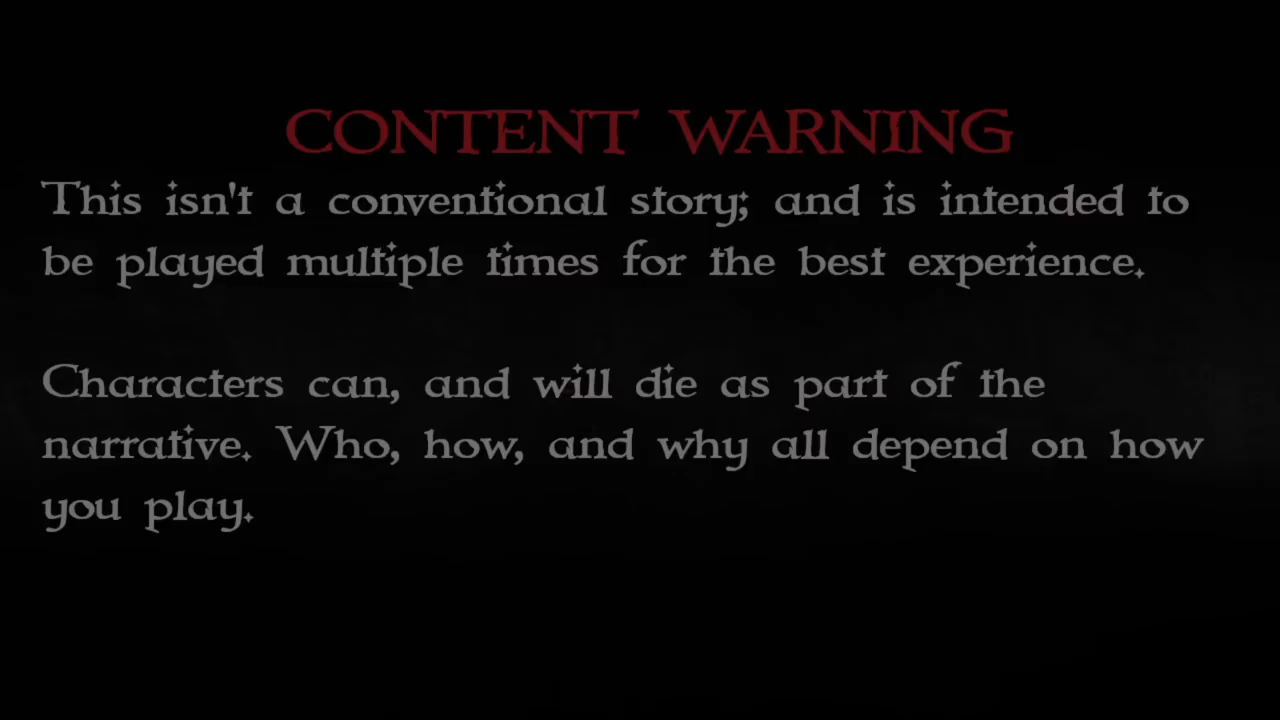 CONTENT WARNING
This isn't a conventional story; and is intended to
be played multiple times for the best experience.
Characters can, and will die as part of the
narrative. Who, how, and why all depend on how
you play.